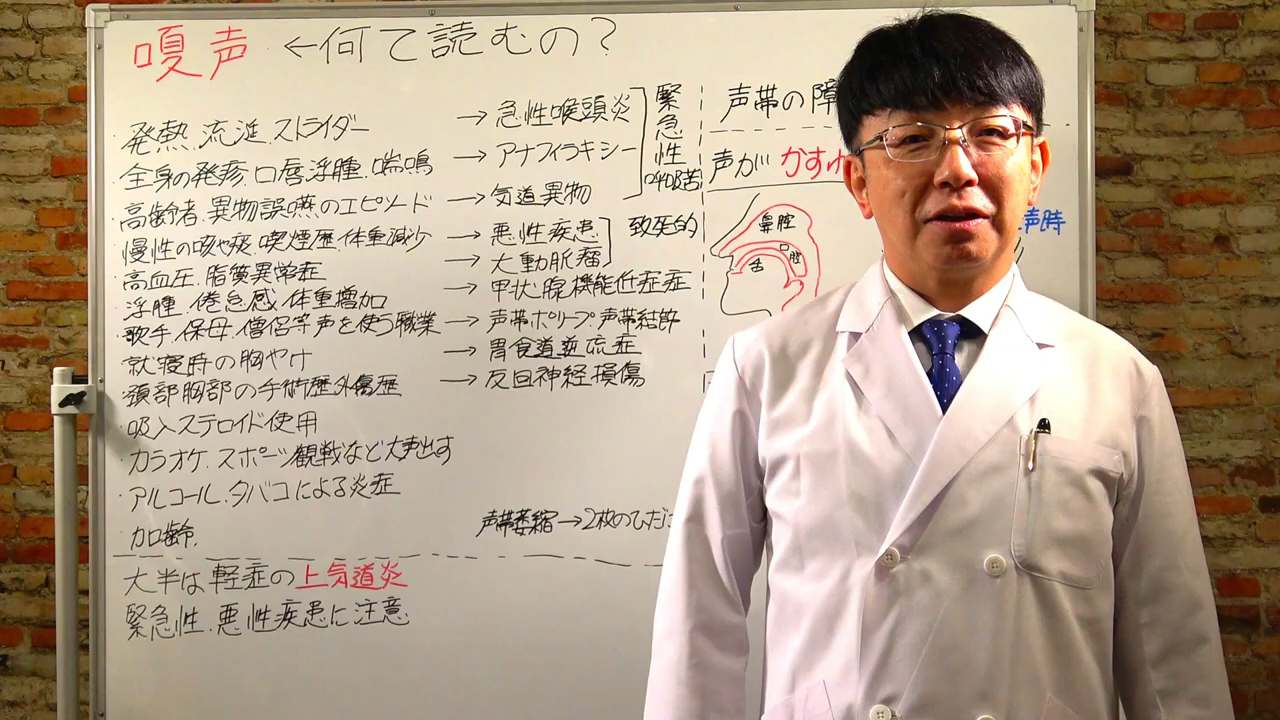 嗄声 ←何て読むの?
・発熱、流涎、ストライダー → 急性喉頭炎
・全身の発疹、口唇浮腫、喘鳴 → アナフィラキシー
・高齢者、異物誤嚥のエピソード → 気道異物
緊急性
呼吸苦
・慢性の咳や痰、喫煙歴、体重減少 → 悪性疾患
・高血圧、脂質異常症 → 大動脈瘤
致死的
・浮腫、倦怠感、体重増加 → 甲状腺機能低下症
・歌手、保母、僧侶等声を使う職業 → 声帯ポリープ、声帯結節
・就寝時の胸やけ → 胃食道逆流症
・頚部胸部の手術歴外傷歴 → 反回神経損傷
・吸入ステロイド使用
・カラオケ、スポーツ観戦など大声出す
・アルコール、タバコによる炎症
・加齢
声帯萎縮→2枚のひだ
大半は軽症の上気道炎
緊急性、悪性疾患に注意
声帯の障
声が かすれ
鼻腔
口腔
舌
声時